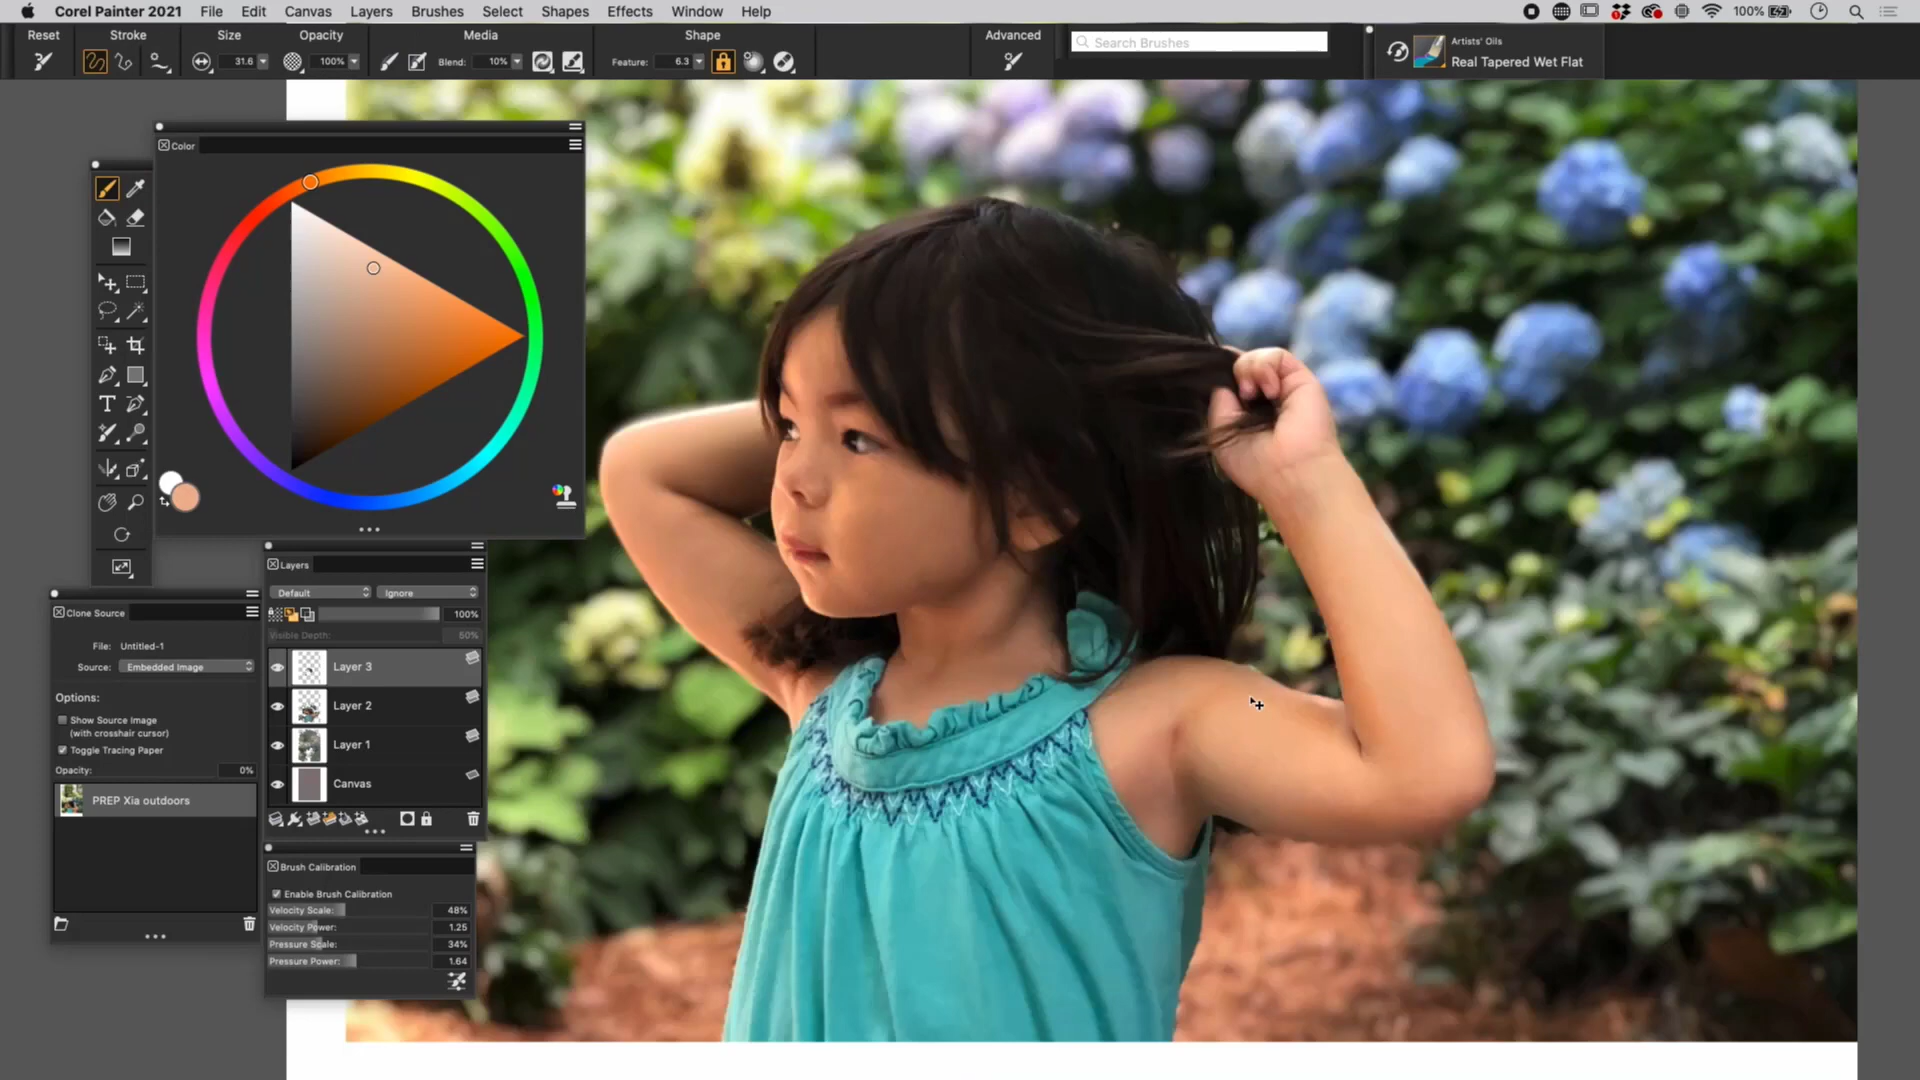 Corel Painter 2021 File Edit Canvas Layers Brushes Select Shapes Effects Window Help 100%
Reset Stroke Size Opacity Media Shape Advanced
31.6 100% Blend: 10% Feature: 6.3
Search Brushes
Artists' Oils
Real Tapered Wet Flat
Color
Layers
Default Ignore
100%
Visible Depth: 50%
Layer 3
Layer 2
Layer 1
Canvas
Clone Source
File: Untitled-1
Source: Embedded Image
Options:
Show Source Image
(with crosshair cursor)
Toggle Tracing Paper
Opacity: 0%
PREP Xia outdoors
Brush Calibration
Enable Brush Calibration
Velocity Scale: 48%
Velocity Power: 1.25
Pressure Scale: 34%
Pressure Power: 1.64